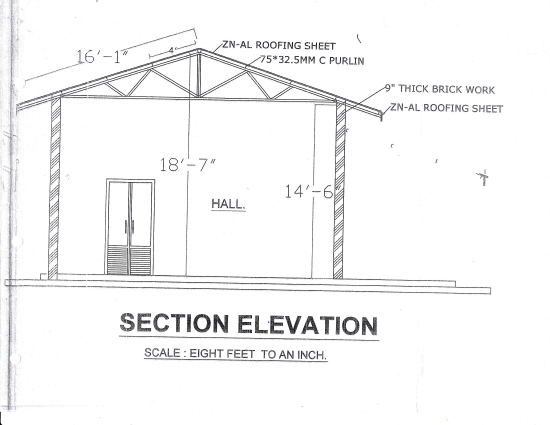 16'-1"
4'
ZN-AL ROOFING SHEET
75*32.5MM C PURLIN
9" THICK BRICK WORK
ZN-AL ROOFING SHEET
18'-7"
14'-6"
HALL.
SECTION ELEVATION
SCALE : EIGHT FEET TO AN INCH.